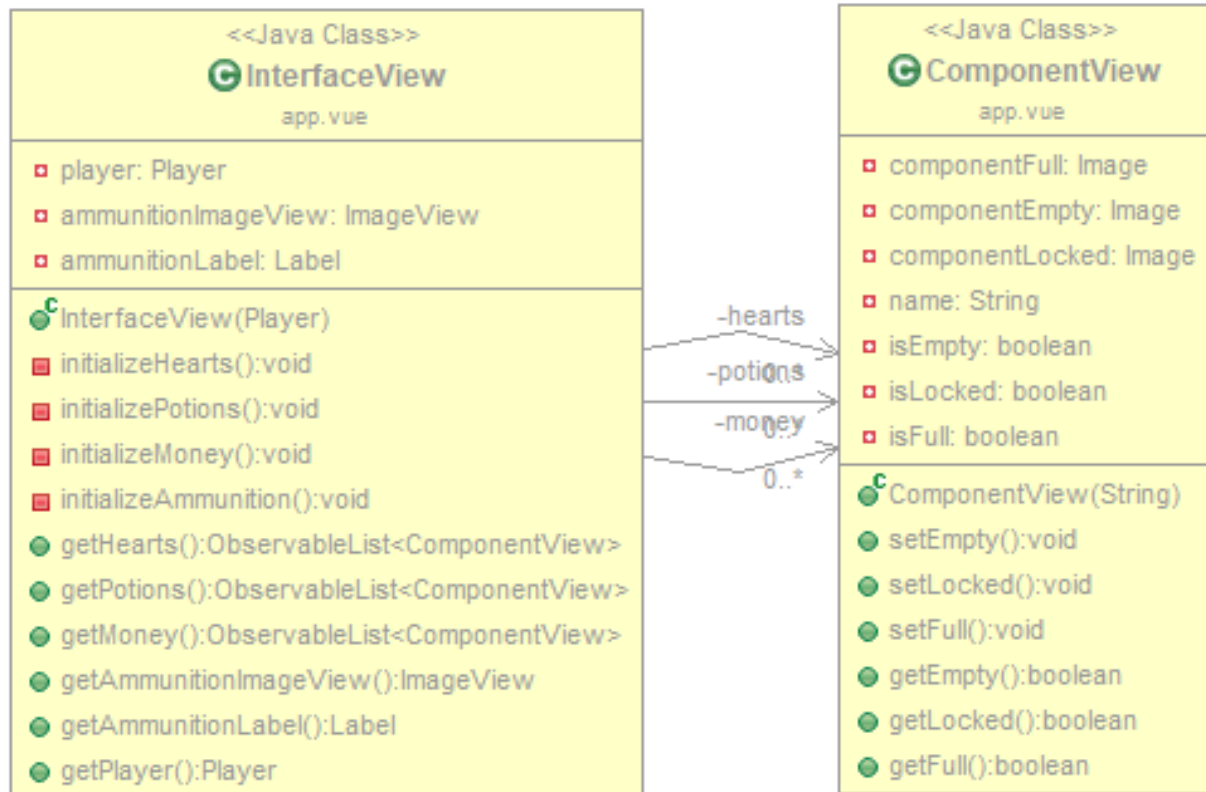 <<Java Class>>
InterfaceView
app.vue
player: Player
ammunitionImageView: ImageView
ammunitionLabel: Label
InterfaceView(Player)
initializeHearts():void
initializePotions():void
initializeMoney():void
initializeAmmunition():void
getHearts():ObservableList<ComponentView>
getPotions():ObservableList<ComponentView>
getMoney():ObservableList<ComponentView>
getAmmunitionImageView():ImageView
getAmmunitionLabel():Label
getPlayer():Player
-hearts
0..*
-potions
0..*
-money
0..*
<<Java Class>>
ComponentView
app.vue
componentFull: Image
componentEmpty: Image
componentLocked: Image
name: String
isEmpty: boolean
isLocked: boolean
isFull: boolean
ComponentView(String)
setEmpty():void
setLocked():void
setFull():void
getEmpty():boolean
getLocked():boolean
getFull():boolean